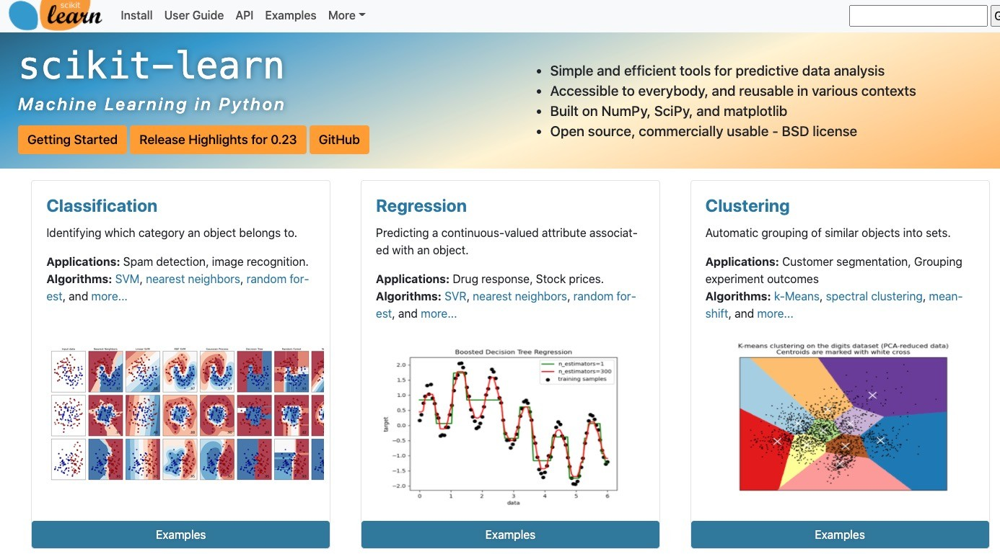 scikit
learn
Install User Guide API Examples More
G
scikit-learn
Machine Learning in Python
Getting Started Release Highlights for 0.23 GitHub
• Simple and efficient tools for predictive data analysis
• Accessible to everybody, and reusable in various contexts
• Built on NumPy, SciPy, and matplotlib
• Open source, commercially usable - BSD license
Classification
Identifying which category an object belongs to.
Applications: Spam detection, image recognition.
Algorithms: SVM, nearest neighbors, random for-
est, and more...
Input data Nearest Neighbors Linear SVM RBF SVM Gaussian Process Decision Tree Random Forest
Examples
Regression
Predicting a continuous-valued attribute associat-
ed with an object.
Applications: Drug response, Stock prices.
Algorithms: SVR, nearest neighbors, random for-
est, and more...
Boosted Decision Tree Regression
n_estimators=1
n_estimators=300
training samples
2.0
1.5
1.0
0.5
0.0
−0.5
−1.0
−1.5
−2.0
target
0 1 2 3 4 5 6
data
Examples
Clustering
Automatic grouping of similar objects into sets.
Applications: Customer segmentation, Grouping
experiment outcomes
Algorithms: k-Means, spectral clustering, mean-
shift, and more...
K-means clustering on the digits dataset (PCA-reduced data)
Centroids are marked with white cross
Examples